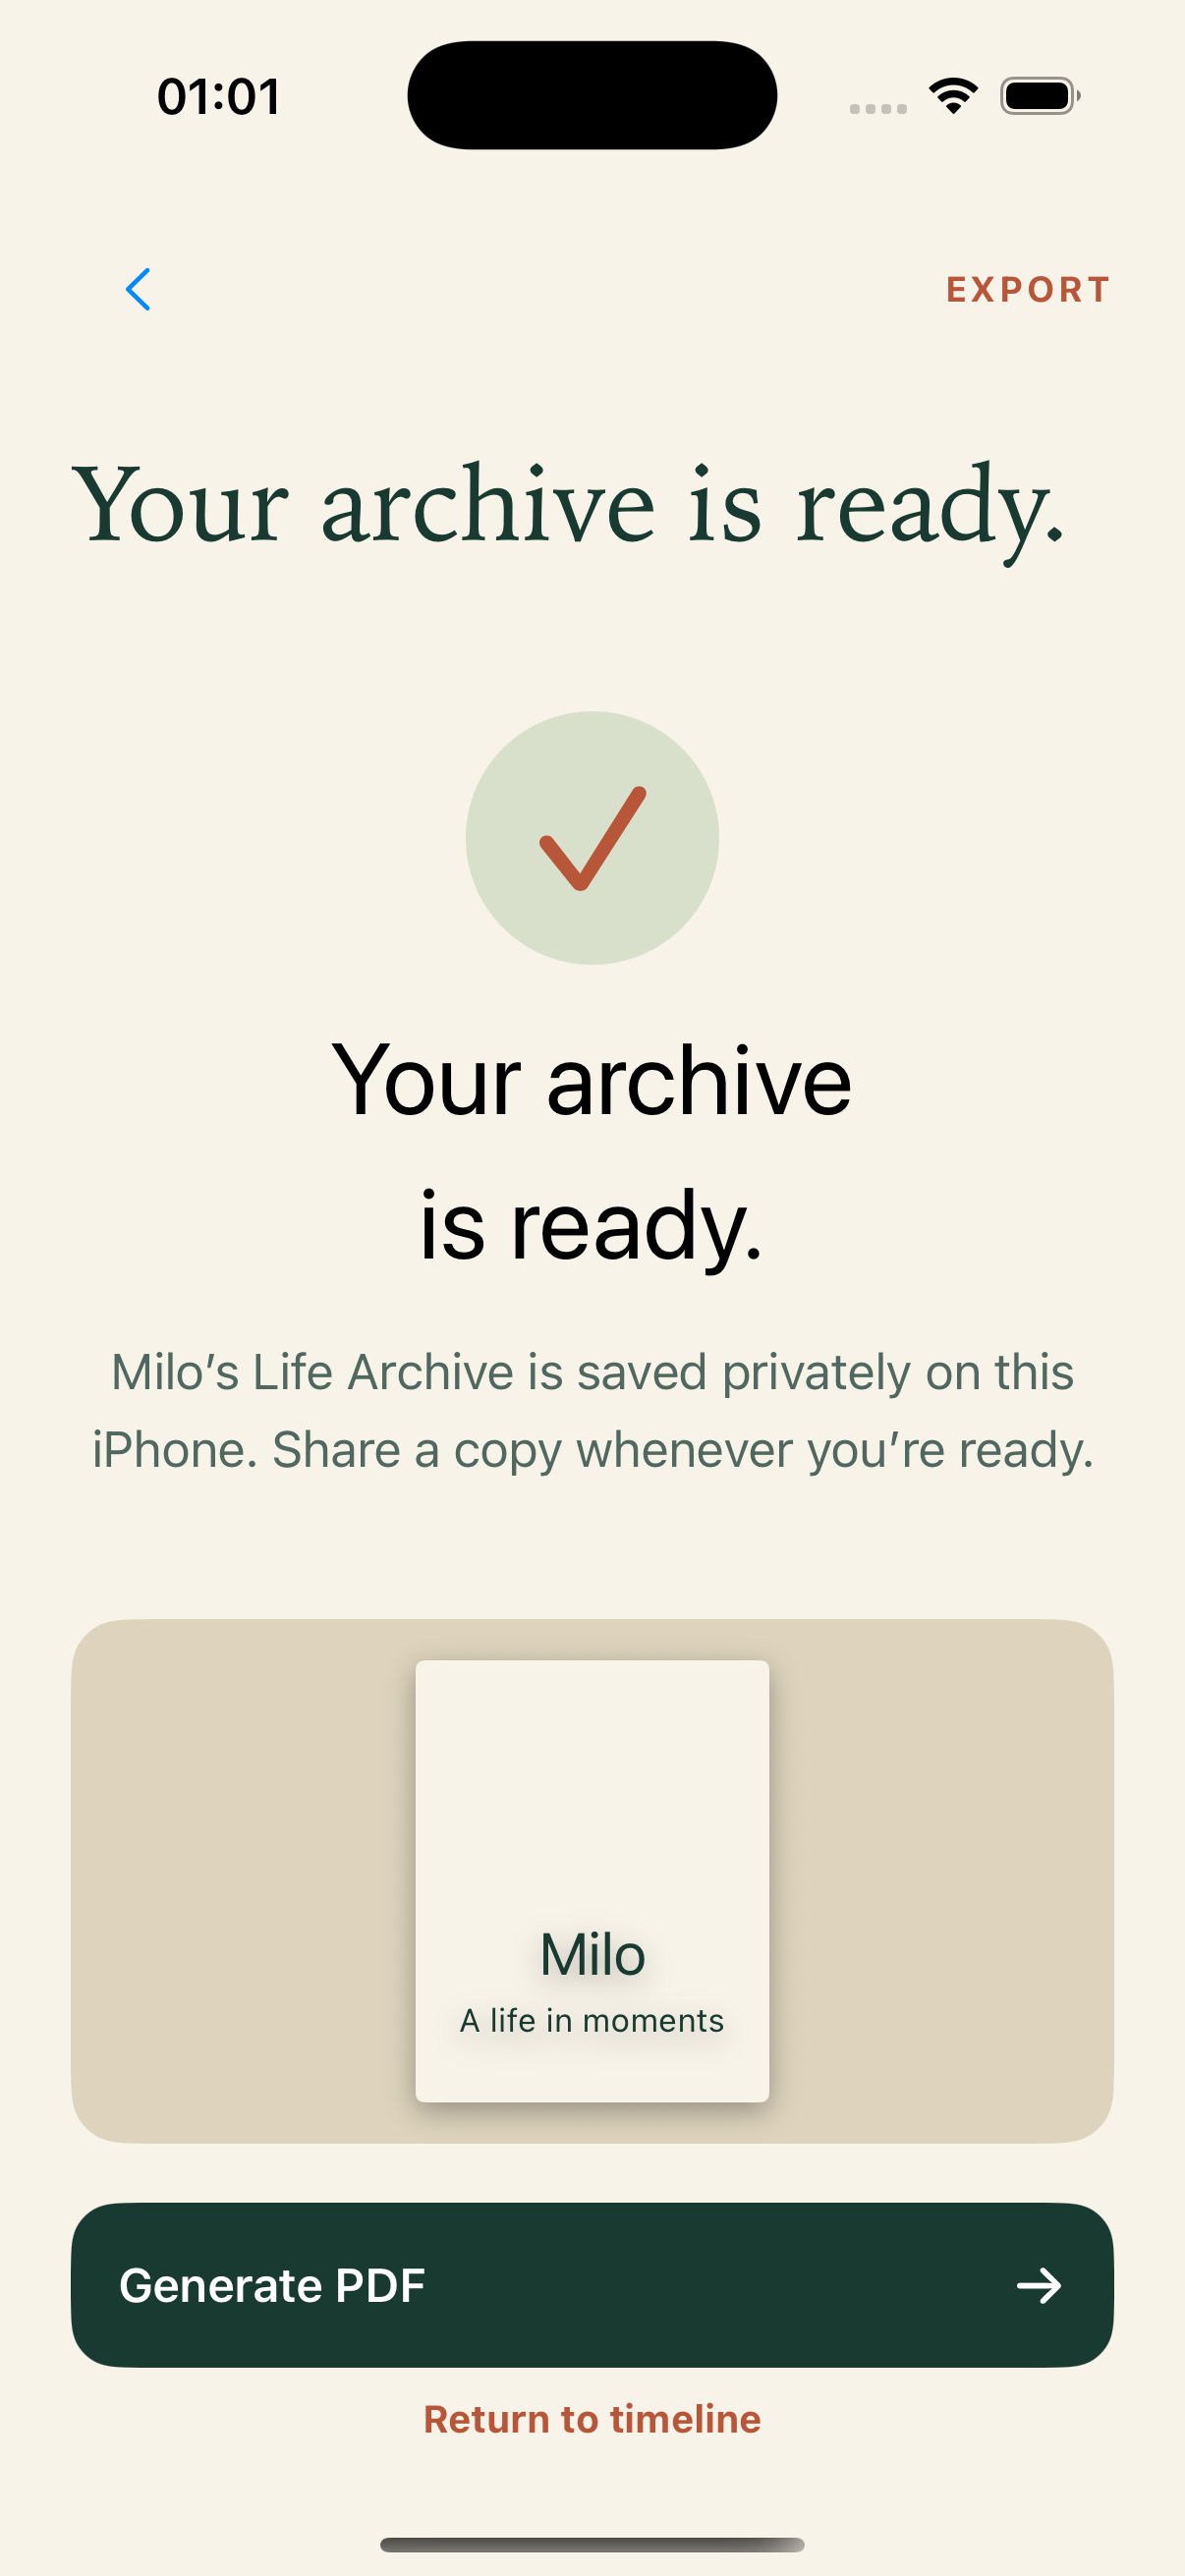 01:01
EXPORT
Your archive is ready.
Your archive
is ready.
Milo’s Life Archive is saved privately on this
iPhone. Share a copy whenever you’re ready.
Milo
A life in moments
Generate PDF
Return to timeline